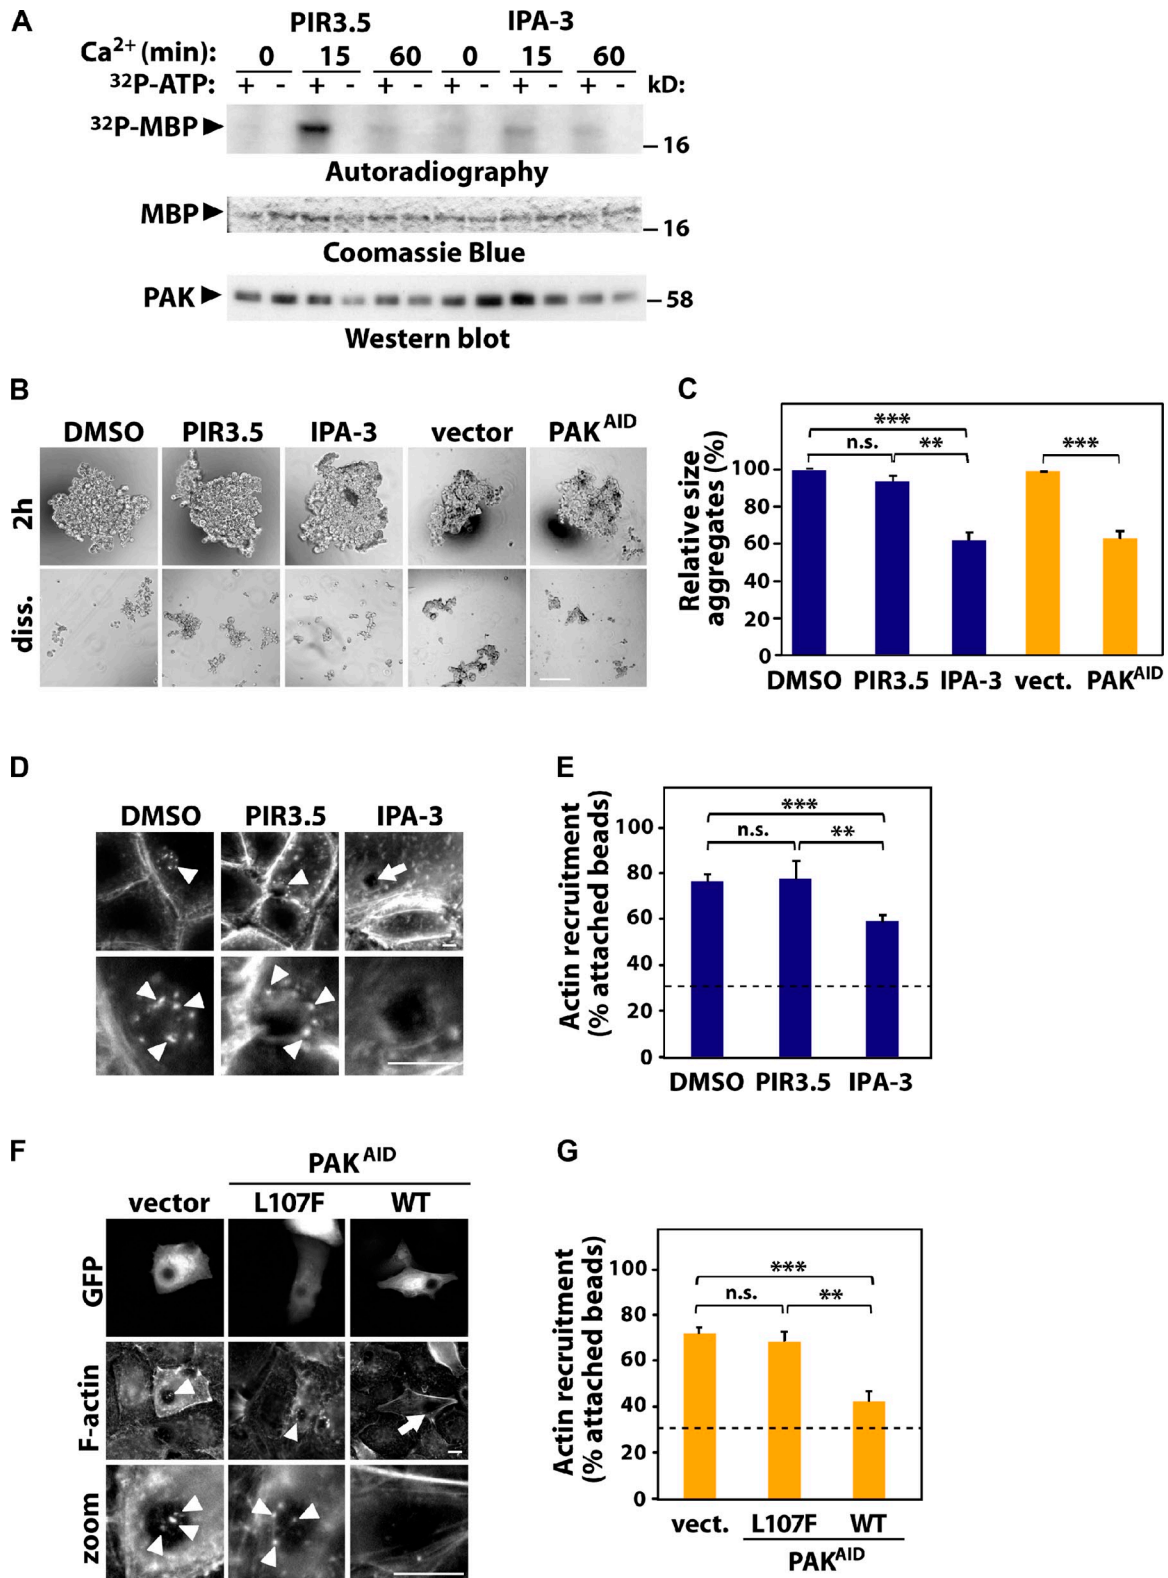 A
PIR3.5 IPA-3
Ca2+ (min): 0 15 60 0 15 60
32P-ATP: + - + - + - + - + - + - kD:
32P-MBP
16
Autoradiography
MBP
16
Coomassie Blue
PAK
58
Western blot
B
DMSO PIR3.5 IPA-3 vector PAK AID
2h
diss.
C
Relative size
aggregates (%)
***
n.s. **
***
100
80
60
40
20
0
DMSO PIR3.5 IPA-3 vect. PAKAID
D
DMSO PIR3.5 IPA-3
E
Actin recruitment
(% attached beads)
***
n.s. **
100
80
60
40
20
0
DMSO PIR3.5 IPA-3
F
PAK AID
vector L107F WT
GFP
F-actin
zoom
G
Actin recruitment
(% attached beads)
***
n.s. **
100
80
60
40
20
0
vect. L107F WT
PAKAID